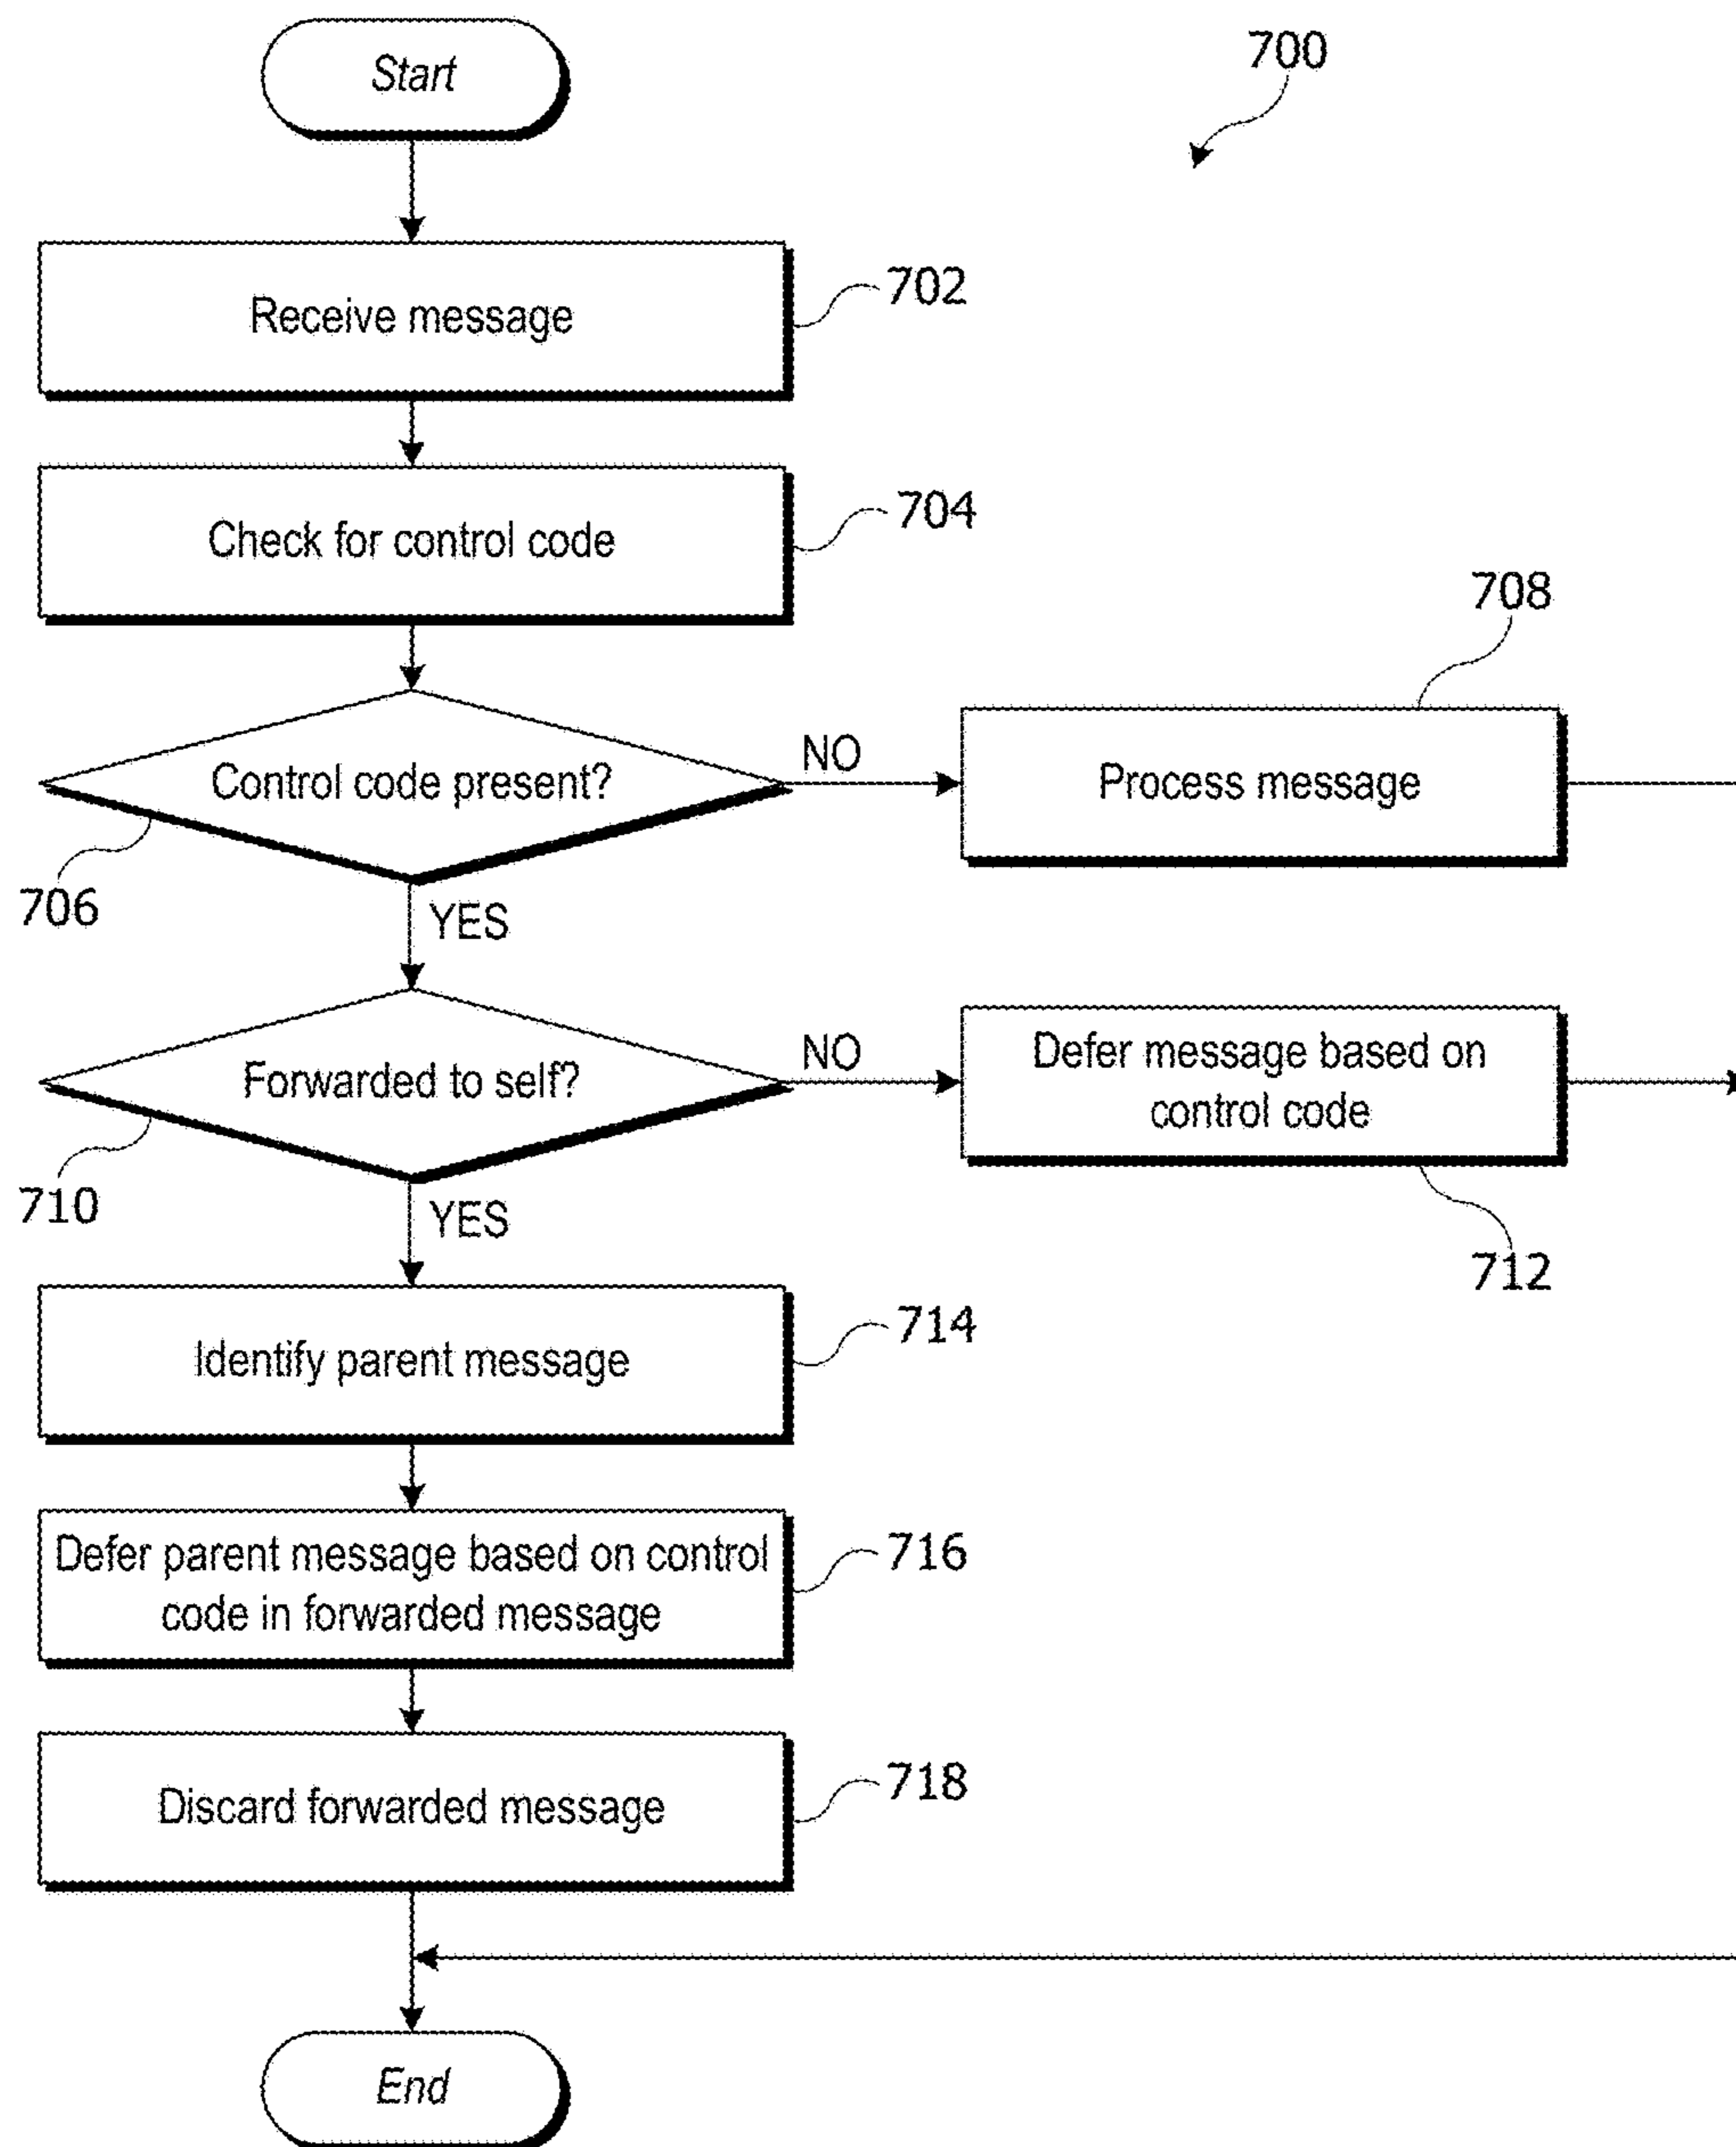 Start
700
Receive message
702
Check for control code
704
708
Control code present?
NO
Process message
706
YES
Forwarded to self?
NO
Defer message based on
control code
710
YES
712
Identify parent message
714
Defer parent message based on control
code in forwarded message
716
Discard forwarded message
718
End